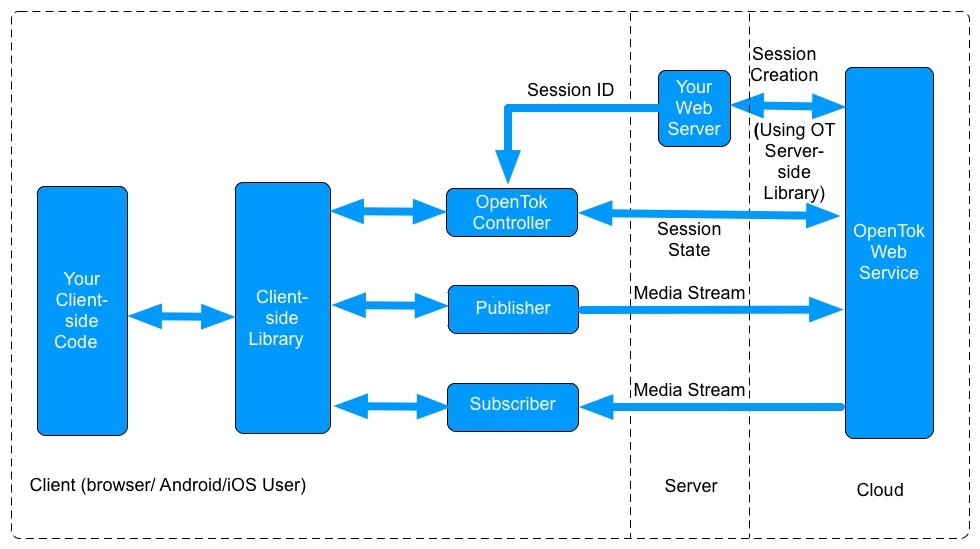 Session
Creation
Session ID
Your
Web
Server
(Using OT
Server-
side
Library)
OpenTok
Controller
Session
State
OpenTok
Web
Service
Your
Client-
side
Code
Client-
side
Library
Media Stream
Publisher
Media Stream
Subscriber
Client (browser/ Android/iOS User)
Server
Cloud